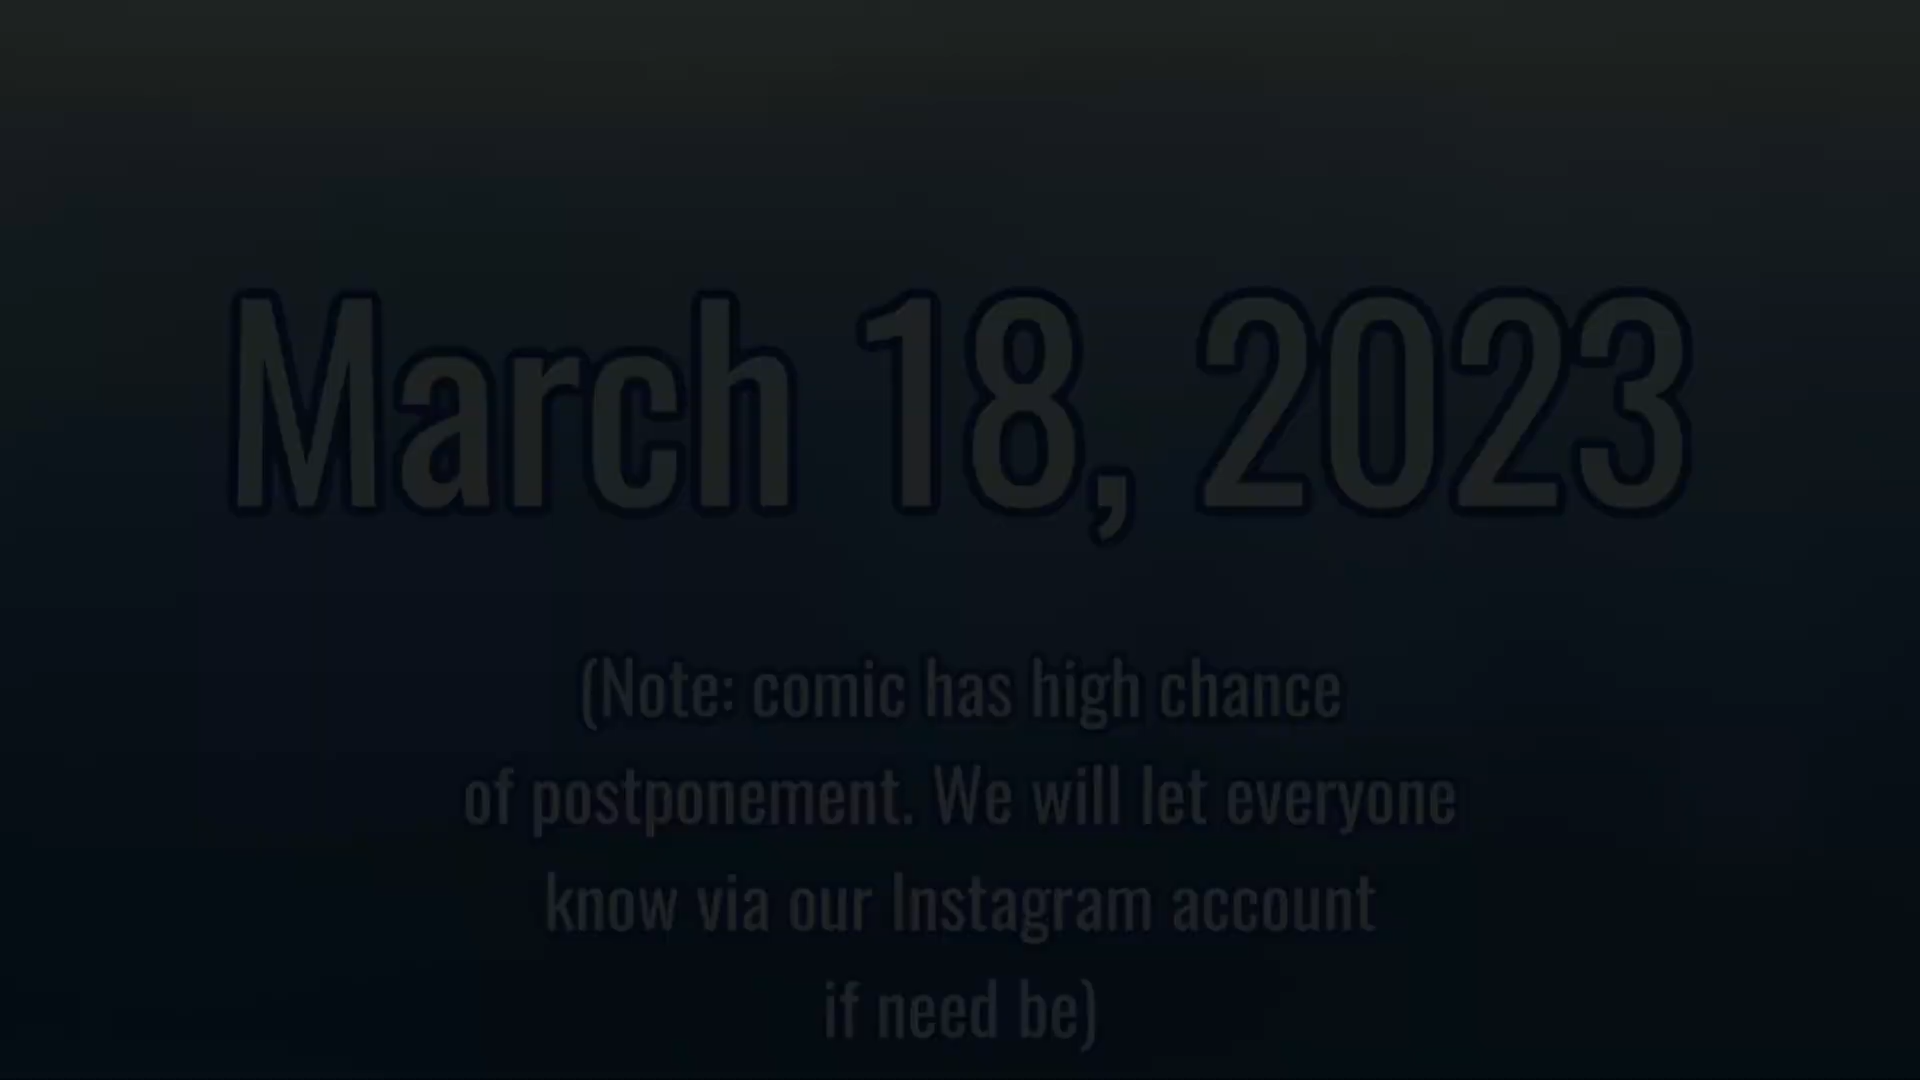 March 18, 2023
(Note: comic has high chance
of postponement. We will let everyone
know via our Instagram account
if need be)